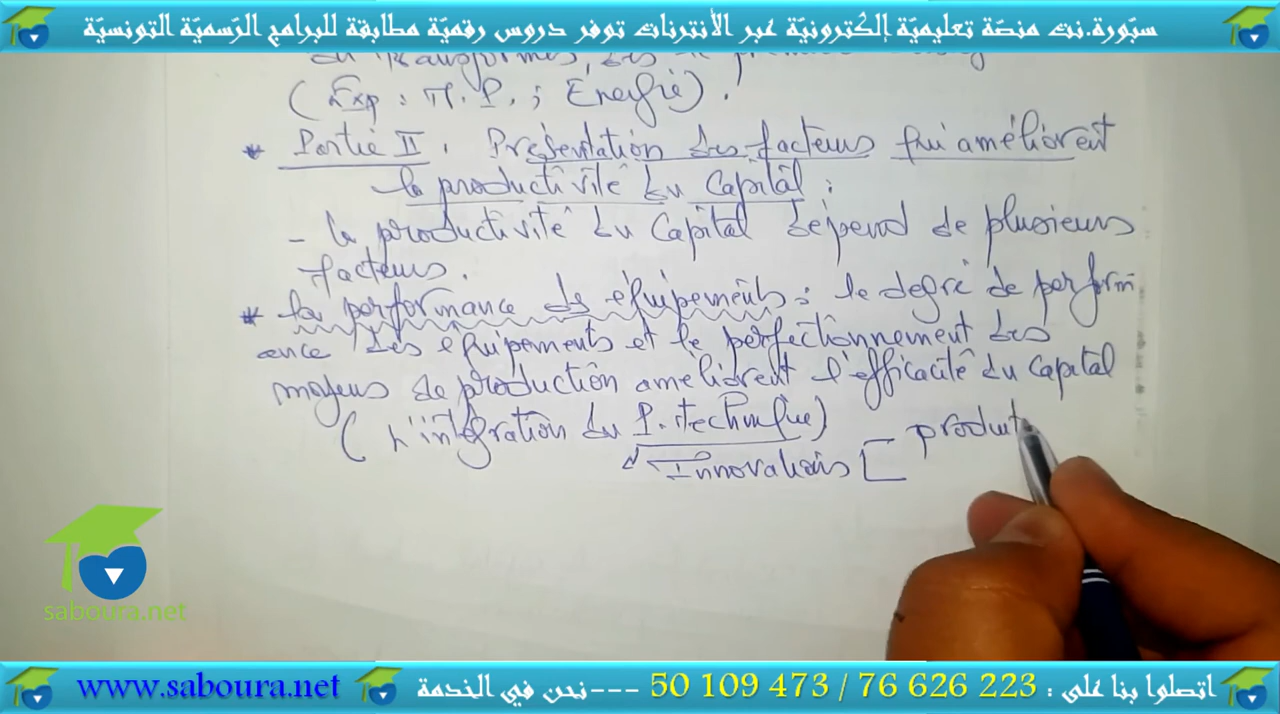 سبّورة.نت منصّة تعليميّة إلكترونيّة عبر الأنترنات توفر دروس رقميّة مطابقة للبرامج الرّسميّة التونسيّة
(Exp : M.P. ; Énergie).
* Partie II . Présentation des facteurs qui améliorent
la productivité du Capital :
- la productivité du Capital dépend de plusieurs
facteurs.
* la performance des équipements : le degré de perform
ance des équipements et le perfectionnement des
moyens de production améliorent l'efficacité du Capital
( L'intégration du P. technique)
Innovations [ produit
saboura.net
www.saboura.net اتصلوا بنا على : 50 109 473 / 76 626 223 ---نحن في الخدمة